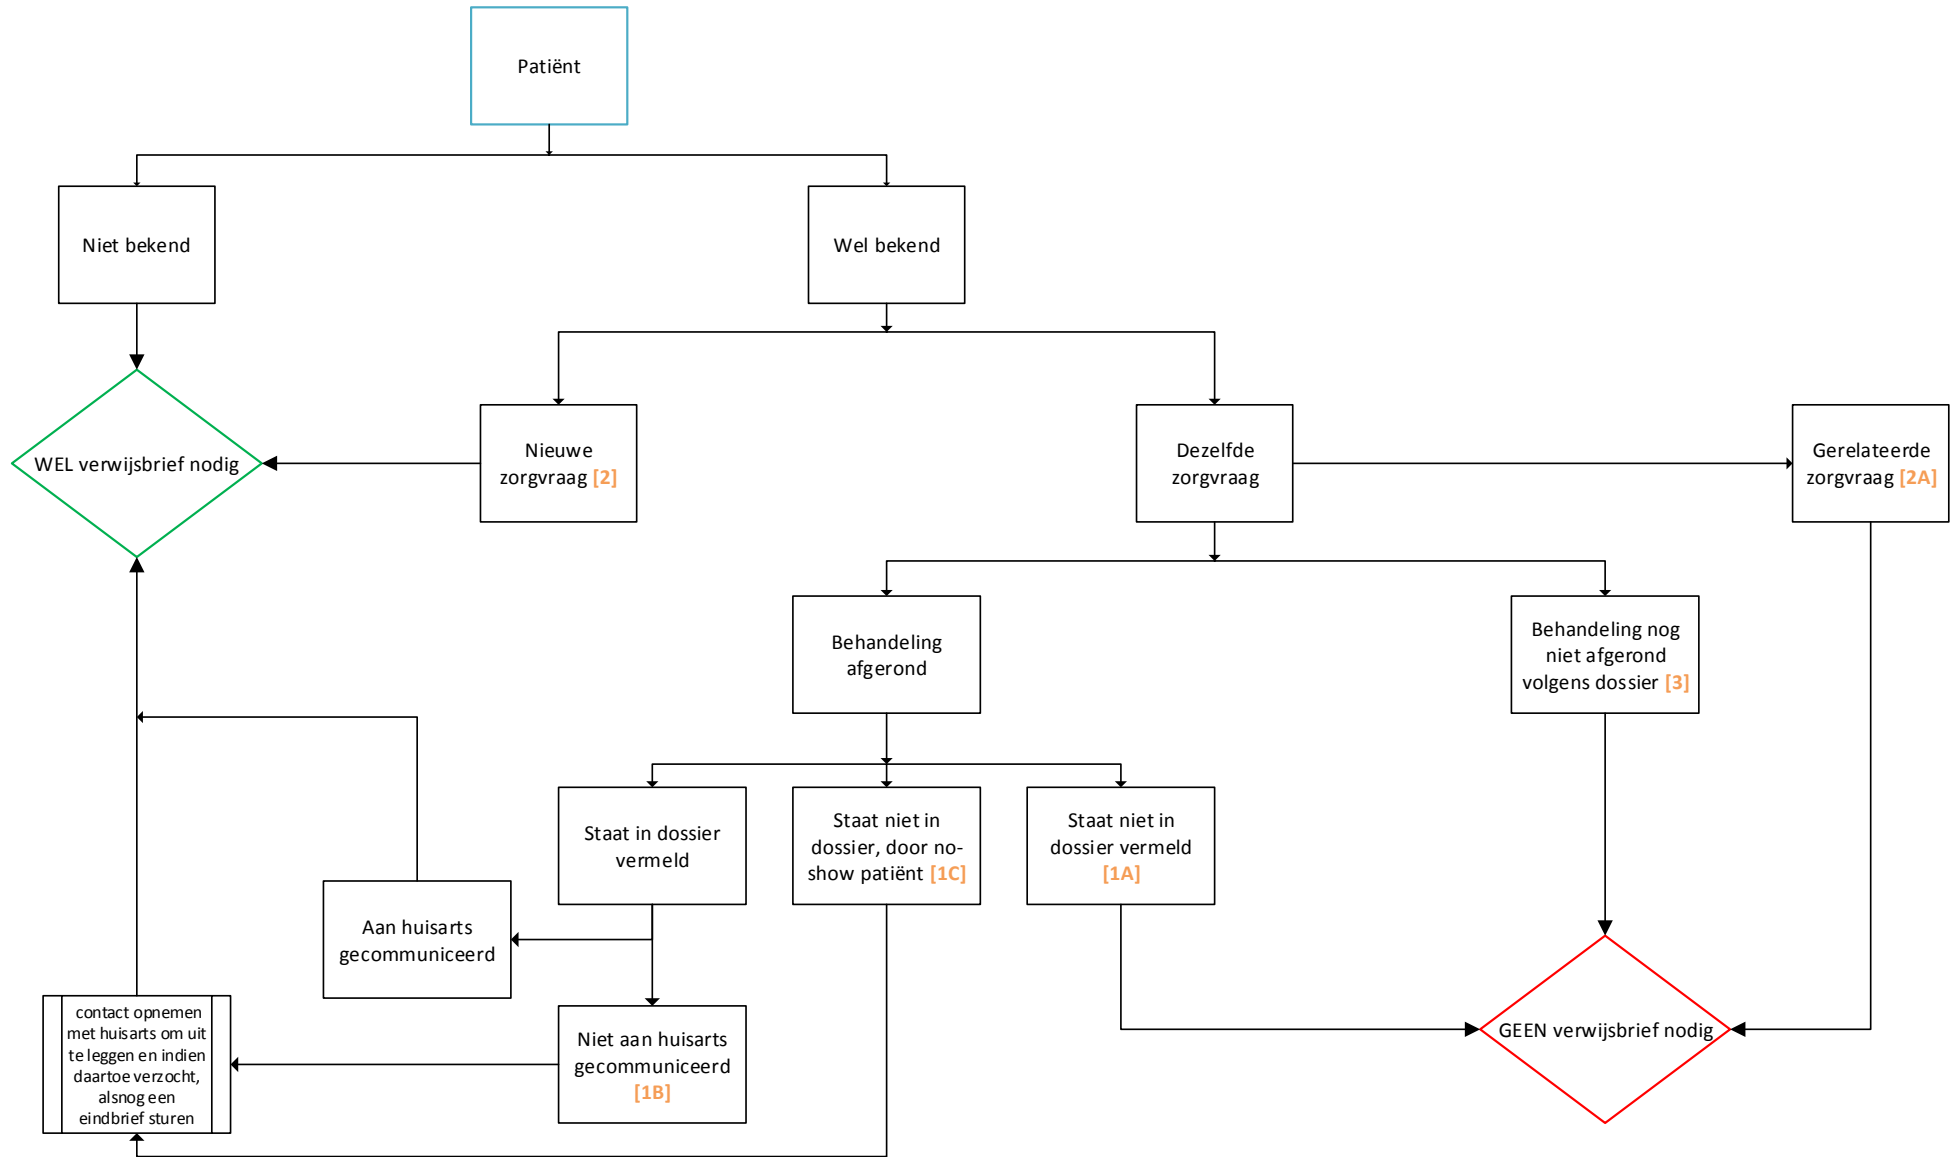 Patiënt
Niet bekend
Wel bekend
WEL verwijsbrief nodig
Nieuwe
zorgvraag [2]
Dezelfde
zorgvraag
Gerelateerde
zorgvraag [2A]
Behandeling
afgerond
Behandeling nog
niet afgerond
volgens dossier [3]
Staat in dossier
vermeld
Staat niet in
dossier, door no-
show patiënt [1C]
Staat niet in
dossier vermeld
[1A]
Aan huisarts
gecommuniceerd
contact opnemen
met huisarts om uit
te leggen en indien
daartoe verzocht,
alsnog een
eindbrief sturen
Niet aan huisarts
gecommuniceerd
[1B]
GEEN verwijsbrief nodig